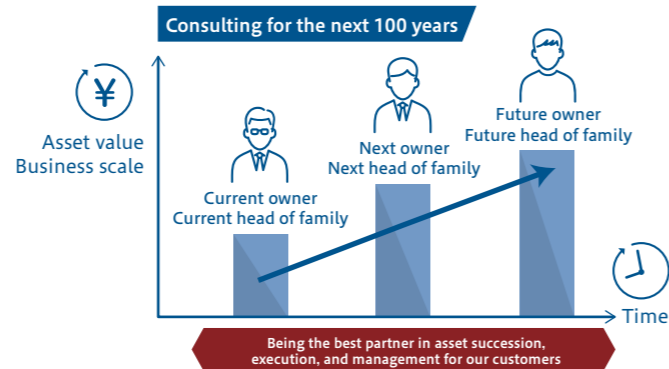 Consulting for the next 100 years
¥
Asset value
Business scale
Current owner
Current head of family
Next owner
Next head of family
Future owner
Future head of family
Time
Being the best partner in asset succession,
execution, and management for our customers